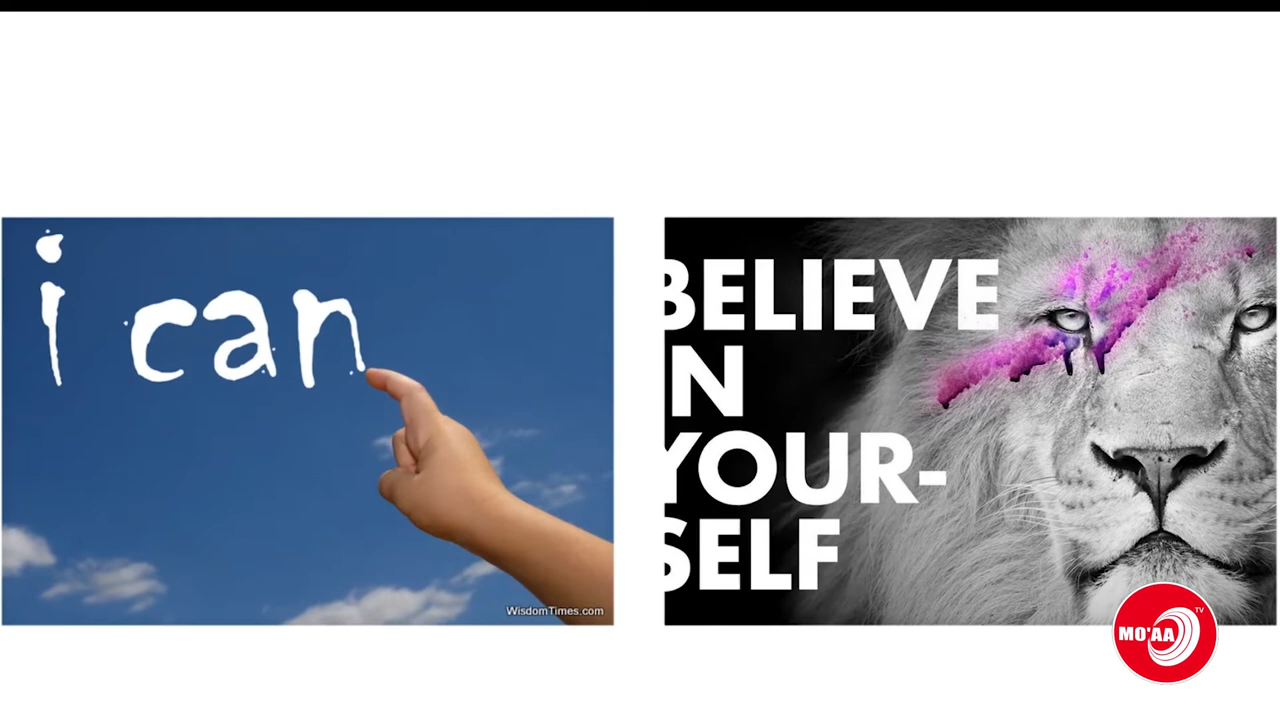 i can
WisdomTimes.com
BELIEVE
IN
YOUR-
SELF
MO'AA
TV